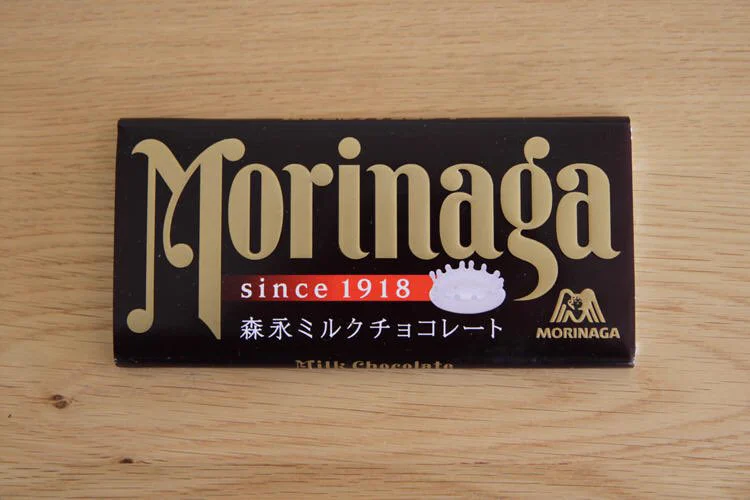 Morinaga
since 1918
森永ミルクチョコレート
MORINAGA
Milk Chocolate